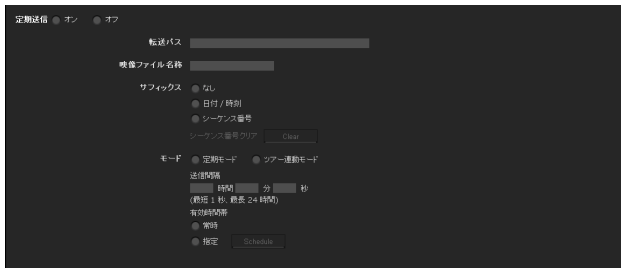 定期送信 オン オフ
転送パス
映像ファイル名称
サフィックス なし
日付 / 時刻
シーケンス番号
シーケンス番号クリア Clear
モード 定期モード ツアー連動モード
送信間隔
時間 分 秒
(最短 1 秒、最長 24 時間)
有効時間帯
常時
指定 Schedule